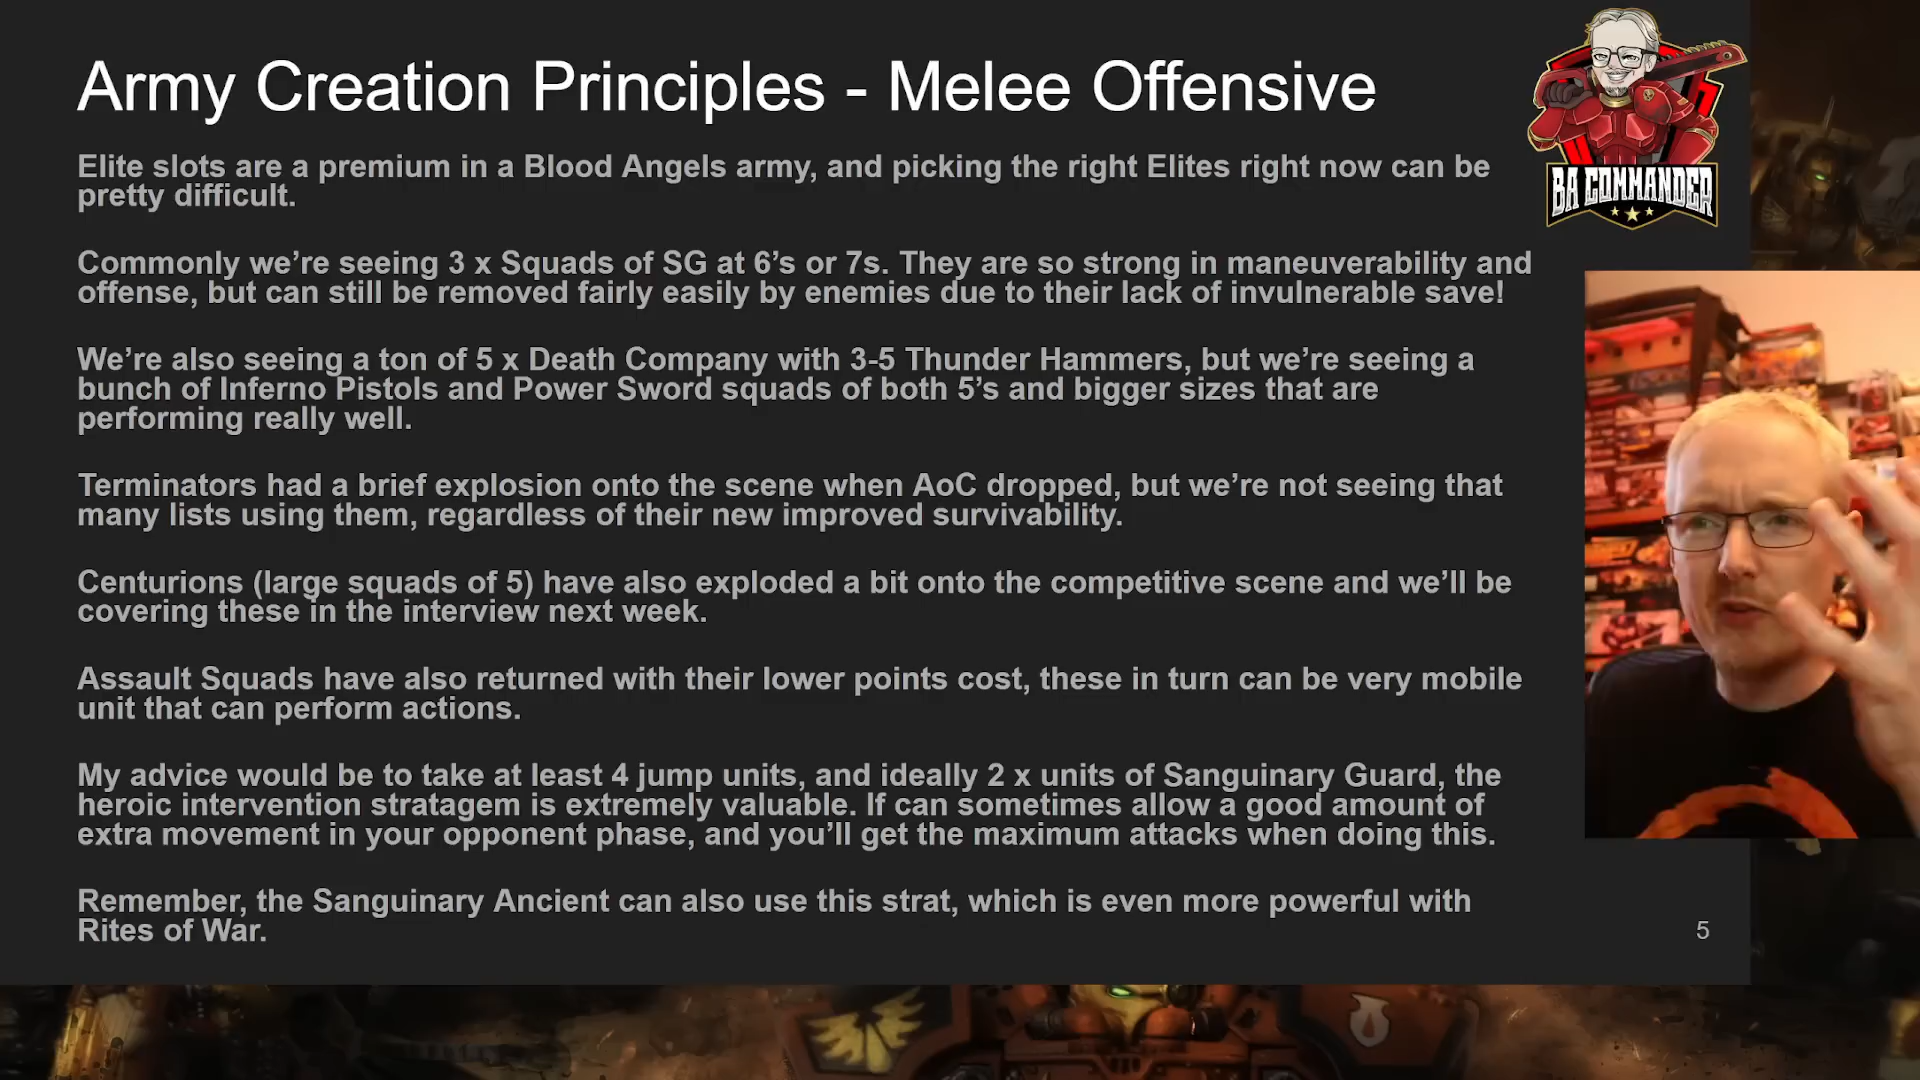 Army Creation Principles - Melee Offensive
Elite slots are a premium in a Blood Angels army, and picking the right Elites right now can be
pretty difficult.
Commonly we're seeing 3 x Squads of SG at 6's or 7s. They are so strong in maneuverability and
offense, but can still be removed fairly easily by enemies due to their lack of invulnerable save!
We're also seeing a ton of 5 x Death Company with 3-5 Thunder Hammers, but we're seeing a
bunch of Inferno Pistols and Power Sword squads of both 5's and bigger sizes that are
performing really well.
Terminators had a brief explosion onto the scene when AoC dropped, but we're not seeing that
many lists using them, regardless of their new improved survivability.
Centurions (large squads of 5) have also exploded a bit onto the competitive scene and we'll be
covering these in the interview next week.
Assault Squads have also returned with their lower points cost, these in turn can be very mobile
unit that can perform actions.
My advice would be to take at least 4 jump units, and ideally 2 x units of Sanguinary Guard, the
heroic intervention stratagem is extremely valuable. If can sometimes allow a good amount of
extra movement in your opponent phase, and you'll get the maximum attacks when doing this.
Remember, the Sanguinary Ancient can also use this strat, which is even more powerful with
Rites of War.
5
BA COMMANDER